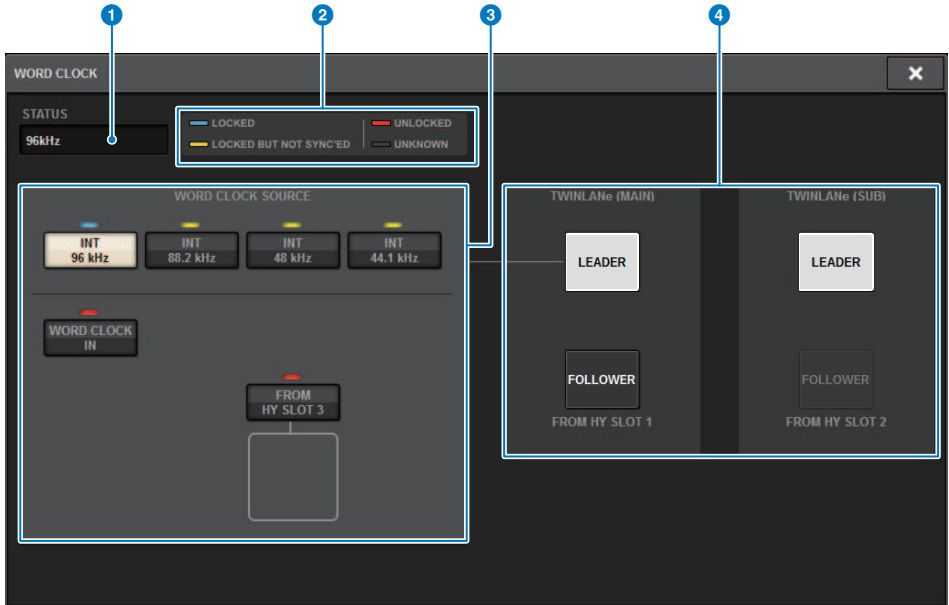 1 2 3 4
WORD CLOCK
STATUS
96kHz
LOCKED UNLOCKED
LOCKED BUT NOT SYNC'ED UNKNOWN
WORD CLOCK SOURCE
INT
96 kHz
INT
88.2 kHz
INT
48 kHz
INT
44.1 kHz
WORD CLOCK
IN
FROM
HY SLOT 3
TWINLANe (MAIN)
LEADER
FOLLOWER
FROM HY SLOT 1
TWINLANe (SUB)
LEADER
FOLLOWER
FROM HY SLOT 2